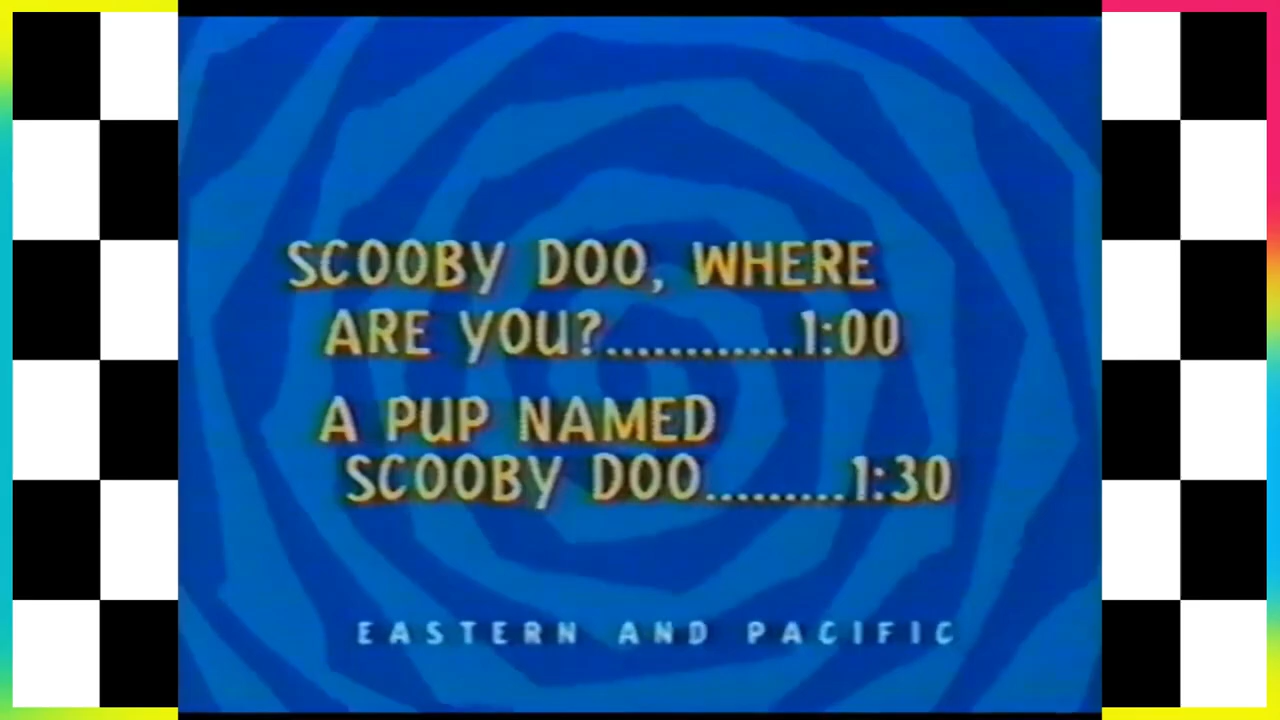 SCOOBY DOO, WHERE
ARE YOU?............1:00
A PUP NAMED
SCOOBY DOO.........1:30
EASTERN AND PACIFIC